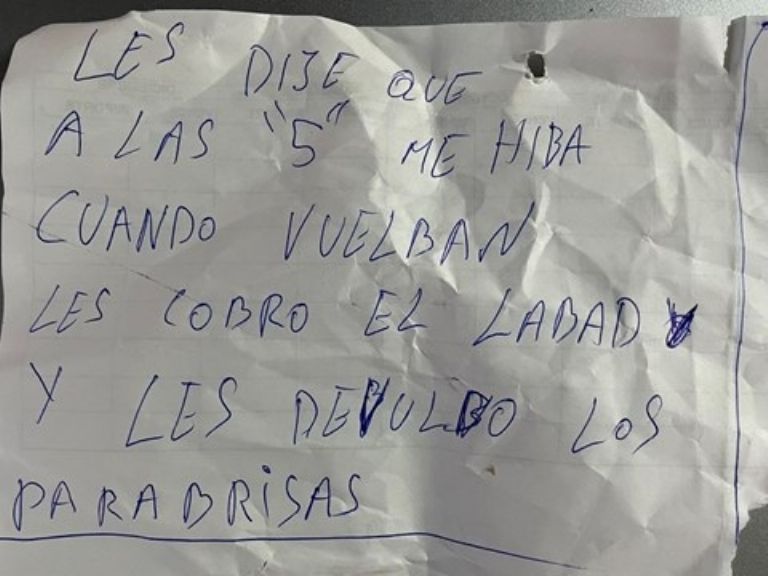 LES DIJE QUE
A LAS "5" ME HIBA
CUANDO VUELBAN
LES COBRO EL LABADO
Y LES DEVULBO LOS
PARABRISAS